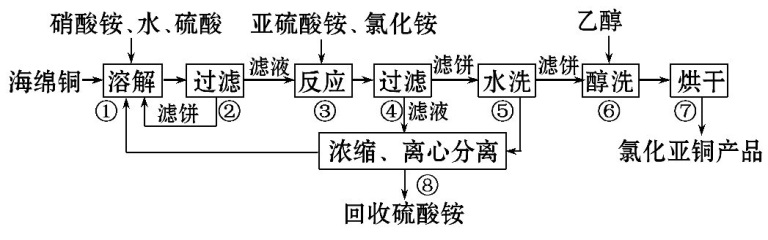 硝酸铵、水、硫酸
亚硫酸铵、氯化铵
乙醇
海绵铜
溶解
过滤
滤液
反应
过滤
滤饼
水洗
滤饼
醇洗
烘干
①
滤饼
②
③
④
滤液
⑤
⑥
⑦
浓缩、离心分离
氯化亚铜产品
⑧
回收硫酸铵